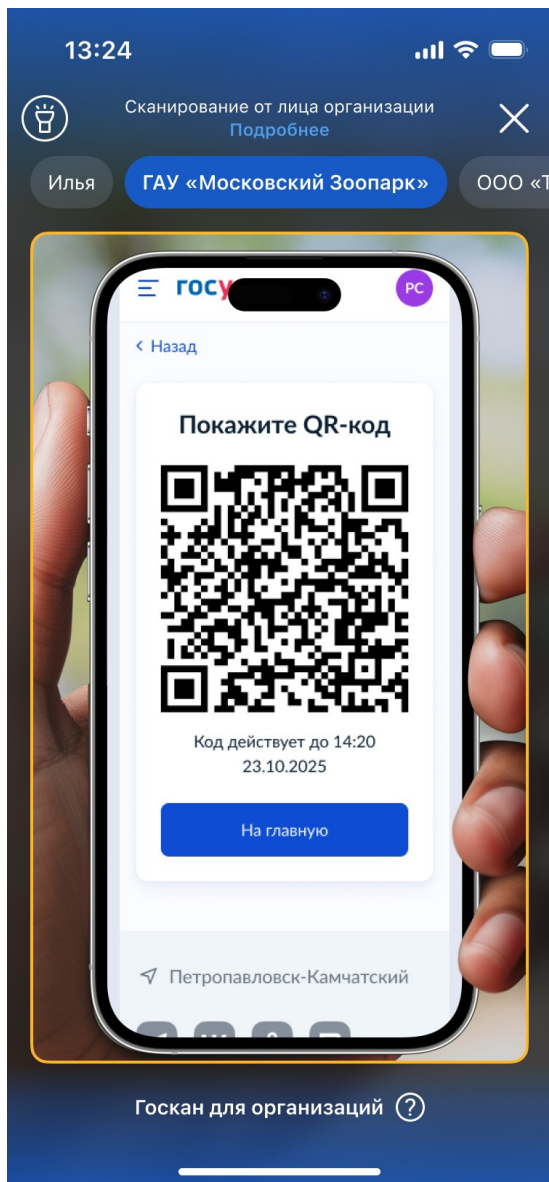 13:24
Сканирование от лица организации
Подробнее
Илья
ГАУ «Московский Зоопарк»
ООО «Т
госу
РС
Назад
Покажите QR-код
Код действует до 14:20
23.10.2025
На главную
Петропавловск-Камчатский
Госкан для организаций ?